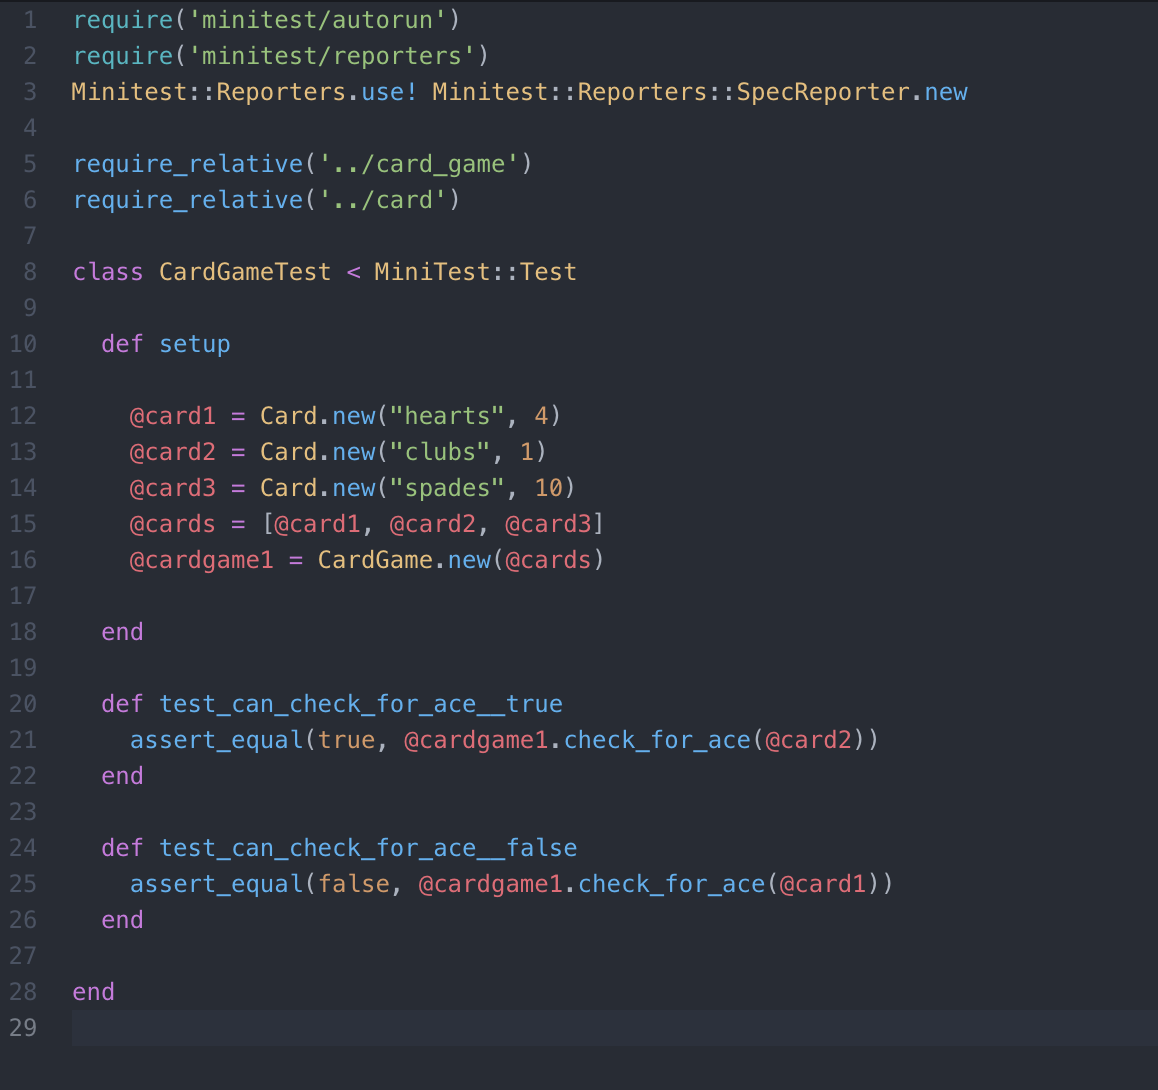 1 require('minitest/autorun')
2 require('minitest/reporters')
3 Minitest::Reporters.use! Minitest::Reporters::SpecReporter.new
4
5 require_relative('../card_game')
6 require_relative('../card')
7
8 class CardGameTest < MiniTest::Test
9
10   def setup
11
12     @card1 = Card.new("hearts", 4)
13     @card2 = Card.new("clubs", 1)
14     @card3 = Card.new("spades", 10)
15     @cards = [@card1, @card2, @card3]
16     @cardgame1 = CardGame.new(@cards)
17
18   end
19
20   def test_can_check_for_ace__true
21     assert_equal(true, @cardgame1.check_for_ace(@card2))
22   end
23
24   def test_can_check_for_ace__false
25     assert_equal(false, @cardgame1.check_for_ace(@card1))
26   end
27
28 end
29